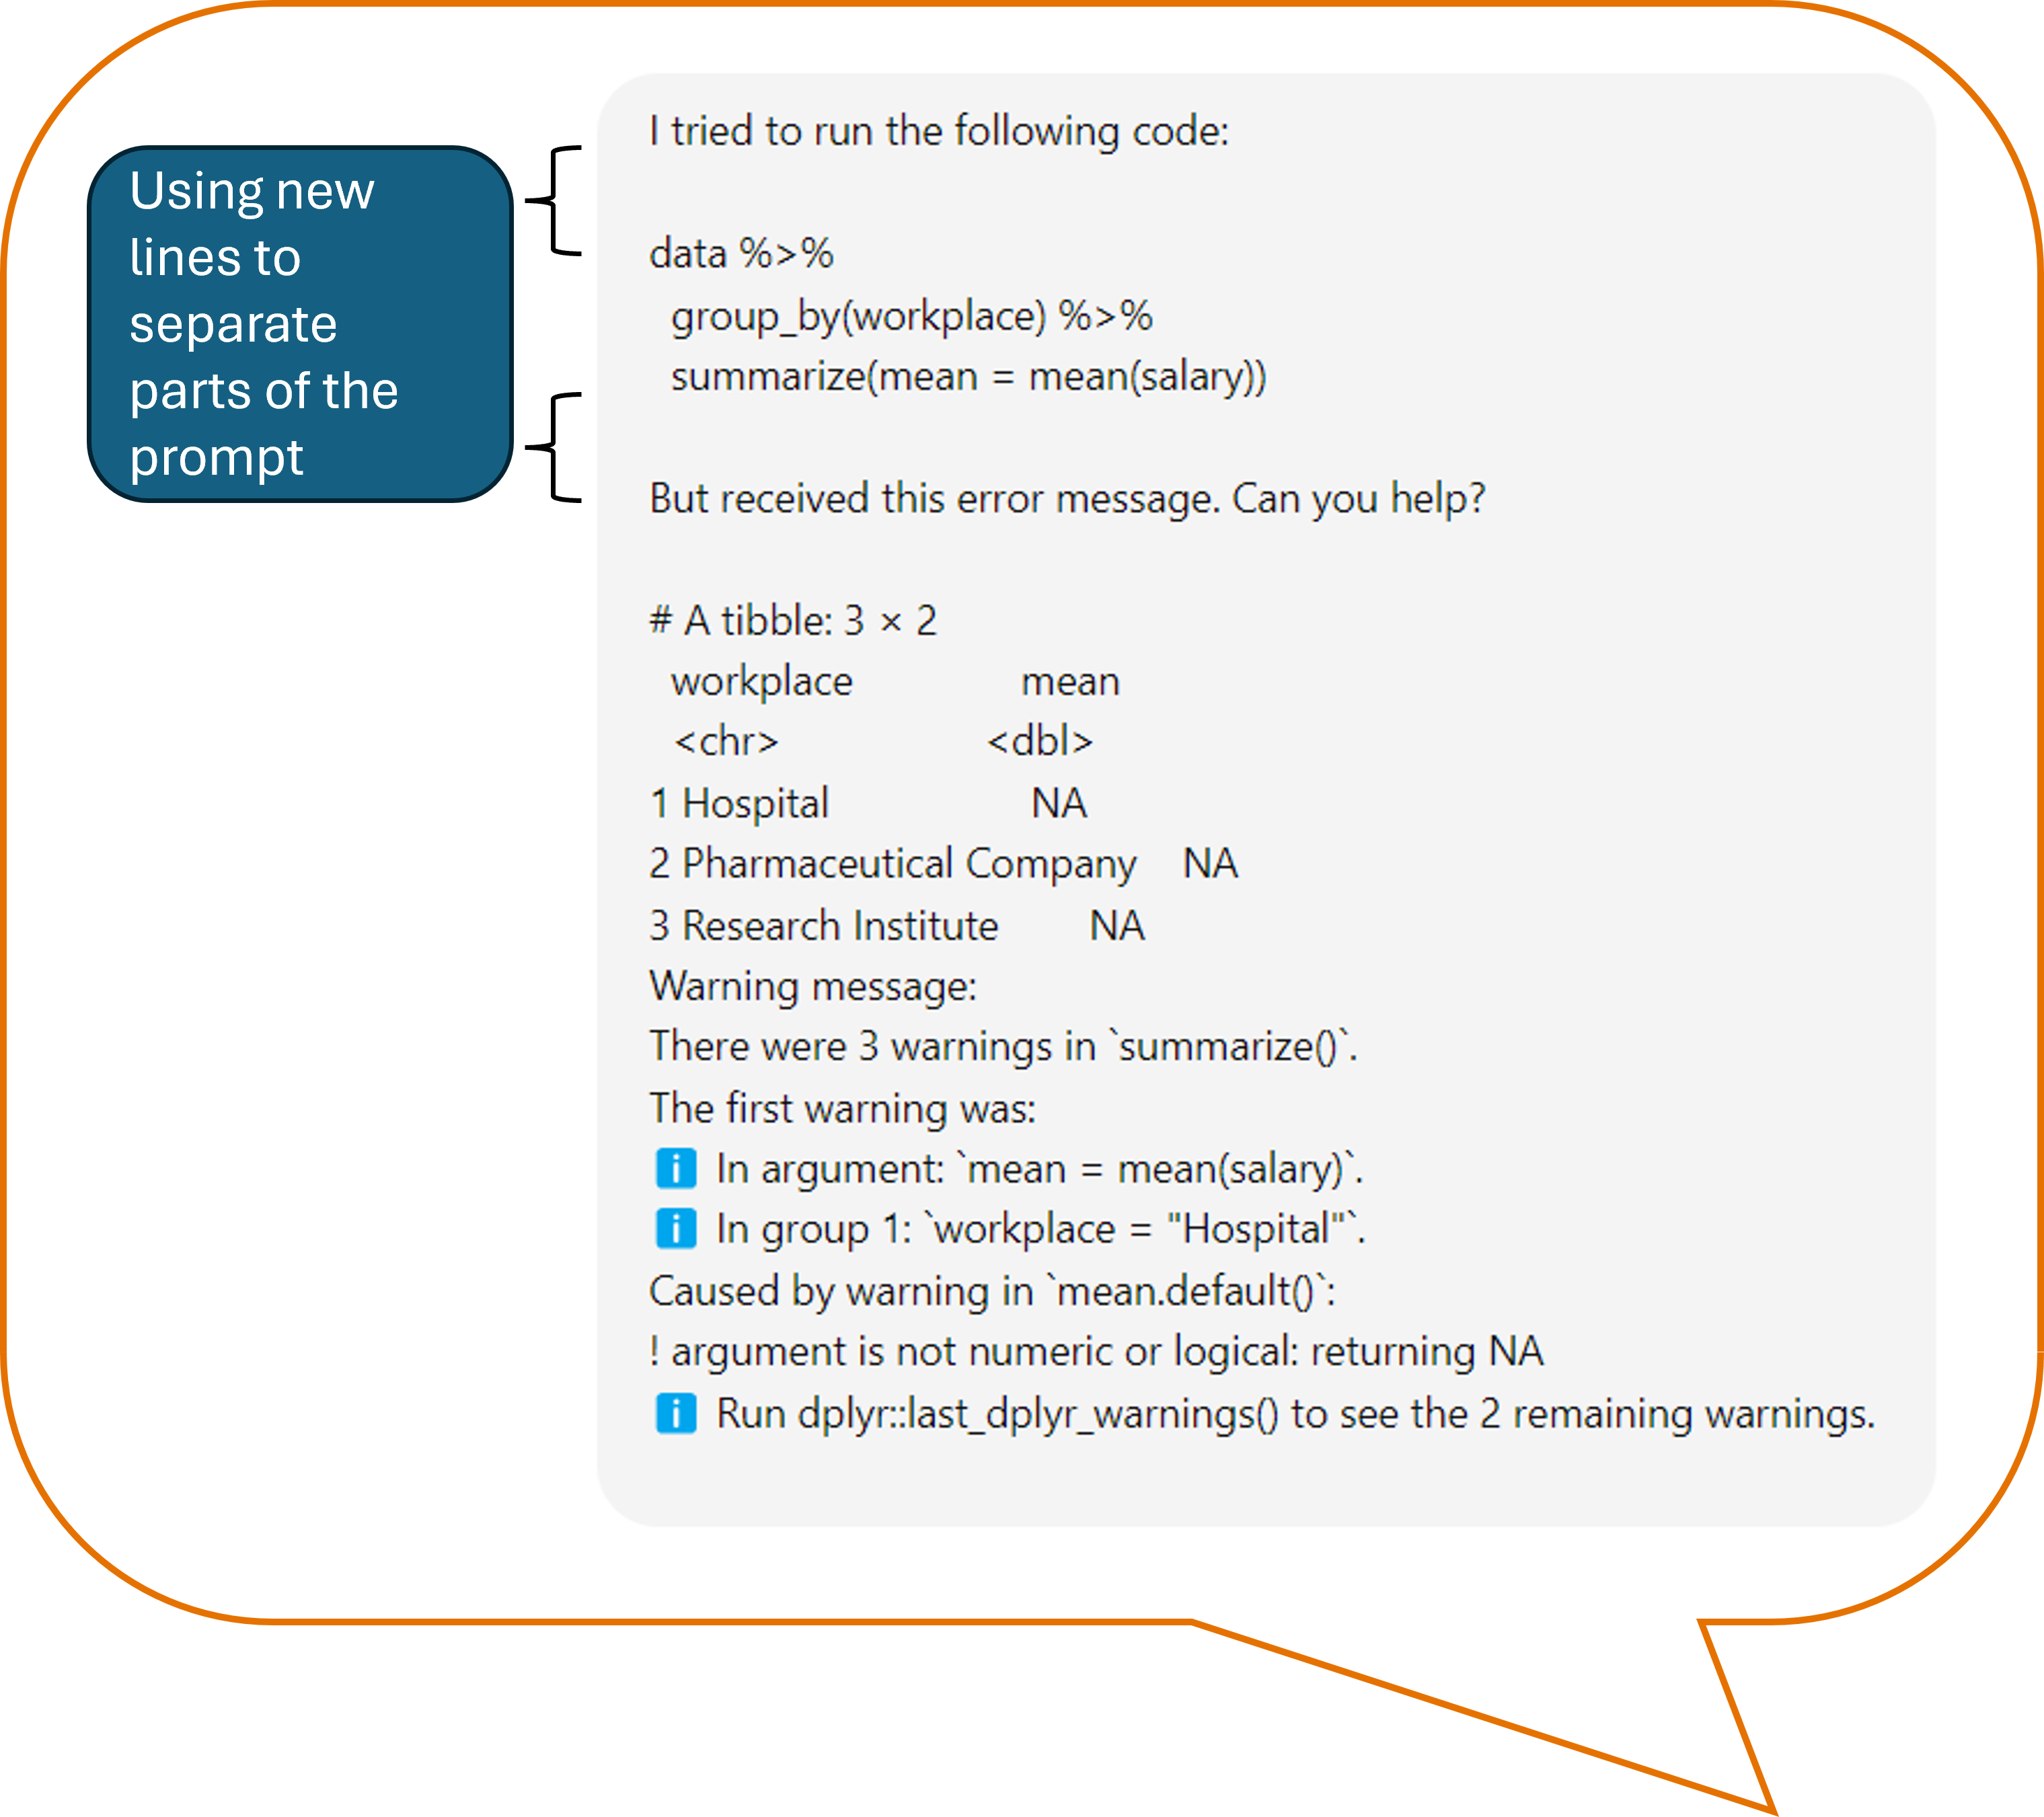 Using new
lines to
separate
parts of the
prompt
I tried to run the following code:
data %>%
group_by(workplace) %>%
summarize(mean = mean(salary))
But received this error message. Can you help?
# A tibble: 3 × 2
workplace mean
<chr> <dbl>
1 Hospital NA
2 Pharmaceutical Company NA
3 Research Institute NA
Warning message:
There were 3 warnings in `summarize()`.
The first warning was:
ℹ️ In argument: `mean = mean(salary)`.
ℹ️ In group 1: `workplace = "Hospital"`.
Caused by warning in `mean.default()`:
! argument is not numeric or logical: returning NA
ℹ️ Run dplyr::last_dplyr_warnings() to see the 2 remaining warnings.